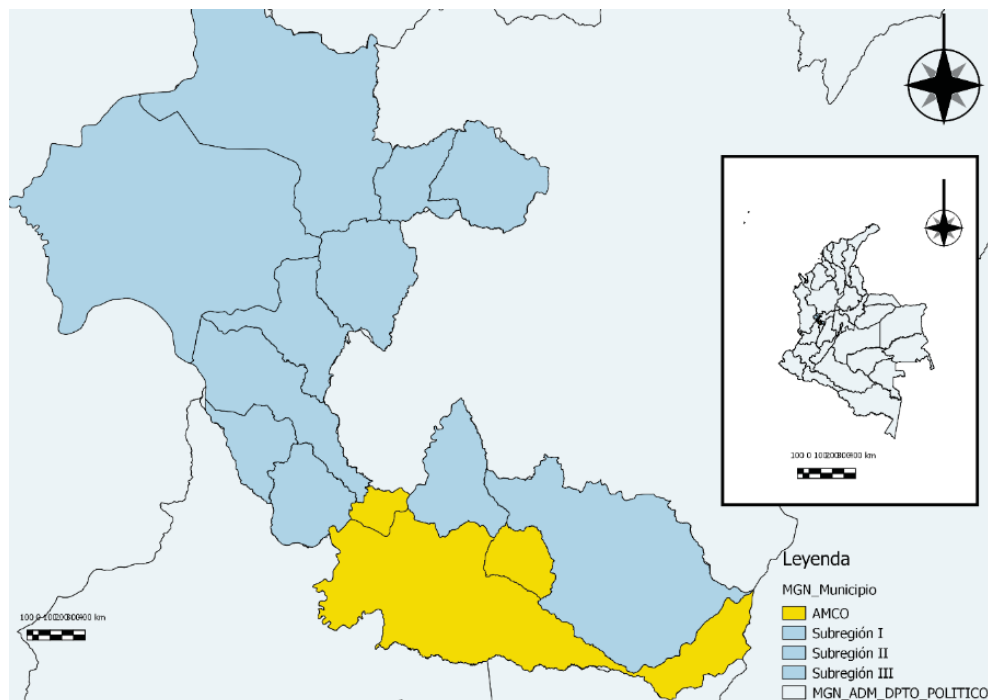 Leyenda
MGN_Municipio
AMCO
Subregión I
Subregión II
Subregión III
MGN_ADM_DPTO_POLITICO